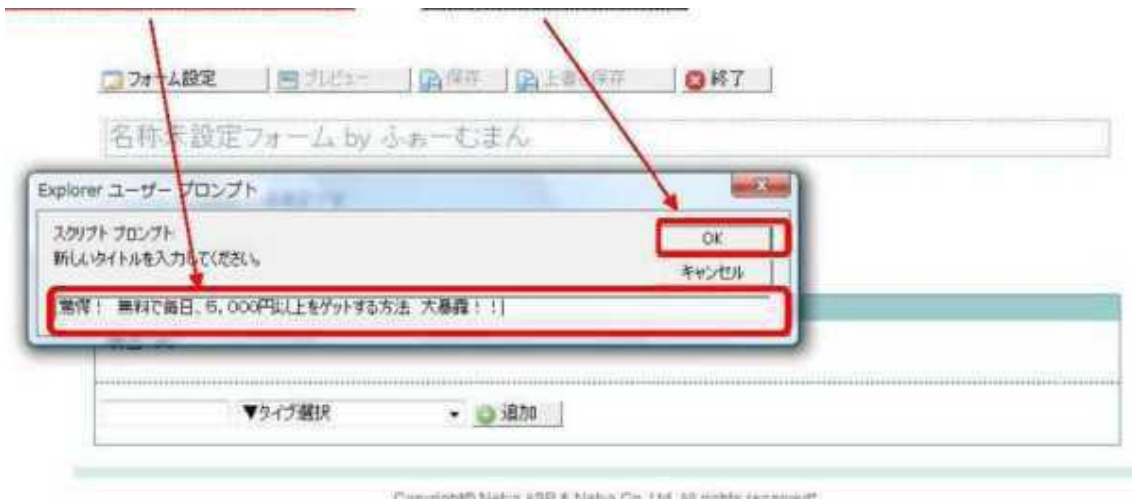 フォーム設定 プレビュー 保存 上書き保存 終了
名称未設定フォーム by ふぉーむまん
Explorer ユーザー プロンプト
スクリプト プロンプト:
新しいタイトルを入力してください。
OK
キャンセル
驚愕! 無料で毎日、5,000円以上をゲットする方法 大暴露!!
▼タイプ選択 追加